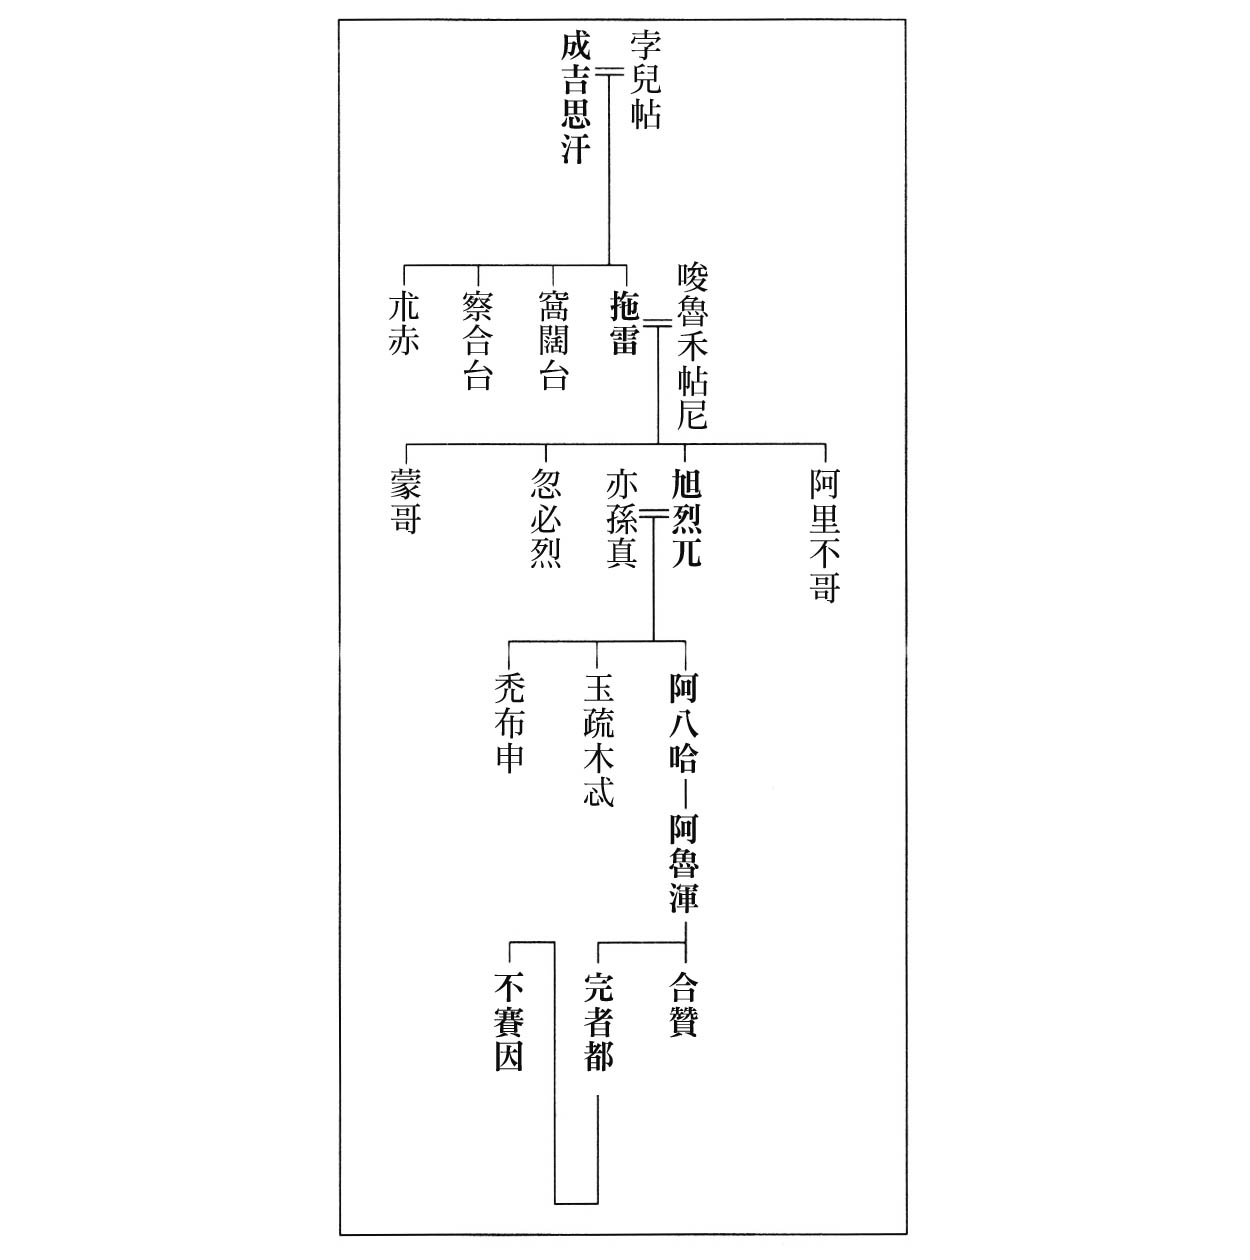 孛兒帖
成吉思汗
唆魯禾帖尼
拖雷
窩闊台
察合台
朮赤
阿里不哥
旭烈兀
亦孫真
忽必烈
蒙哥
阿八哈
玉疏木忒
禿布申
阿魯渾
合贊
完者都
不賽因